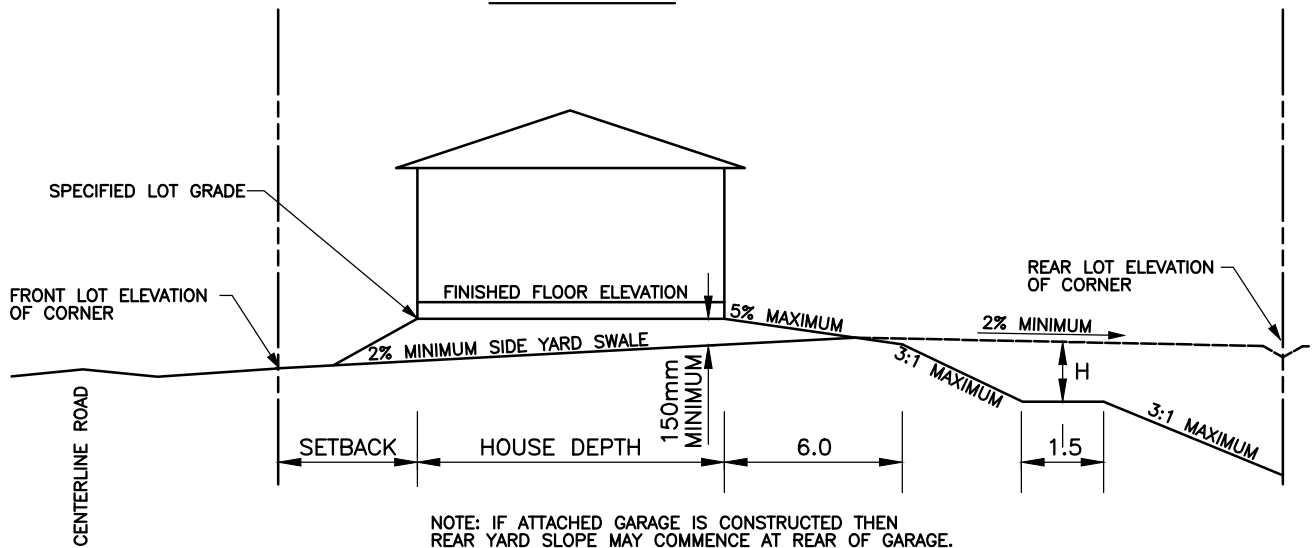 SPECIFIED LOT GRADE
FRONT LOT ELEVATION
OF CORNER
REAR LOT ELEVATION
OF CORNER
FINISHED FLOOR ELEVATION
5% MAXIMUM
2% MINIMUM
2% MINIMUM SIDE YARD SWALE
3:1 MAXIMUM
H
3:1 MAXIMUM
150mm
MINIMUM
CENTERLINE ROAD
SETBACK
HOUSE DEPTH
6.0
1.5
NOTE: IF ATTACHED GARAGE IS CONSTRUCTED THEN
REAR YARD SLOPE MAY COMMENCE AT REAR OF GARAGE.